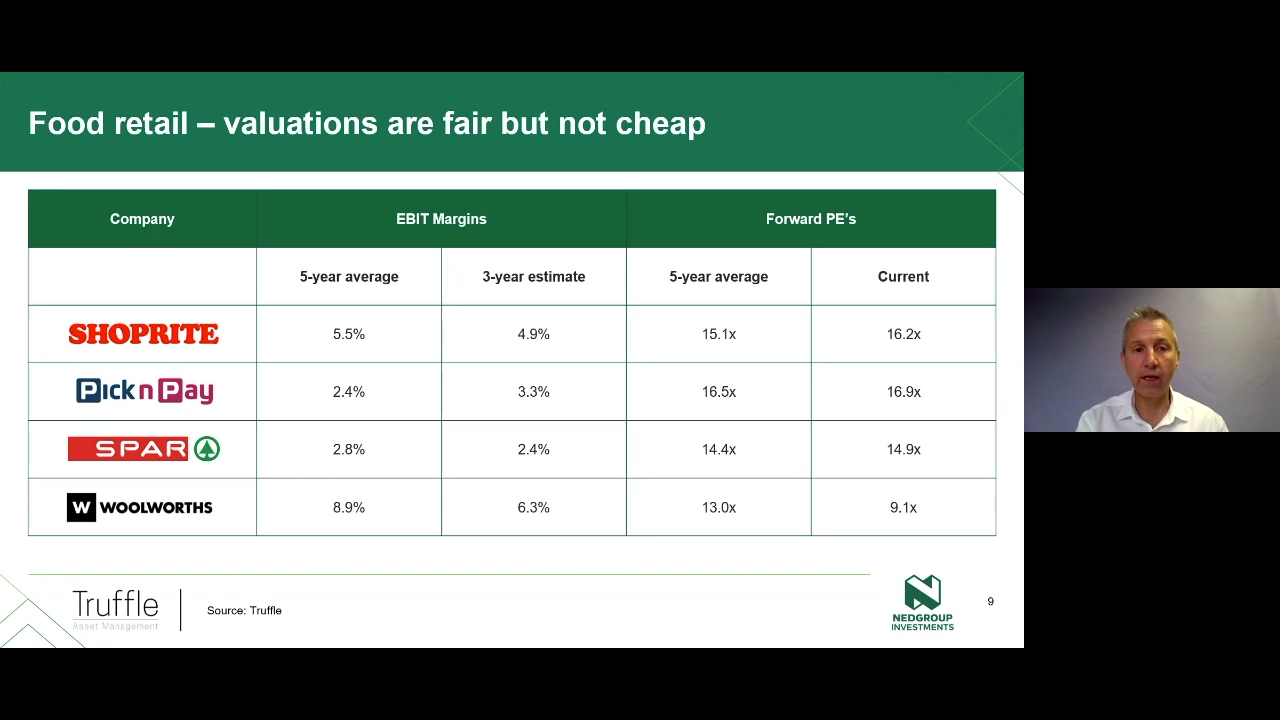 Food retail – valuations are fair but not cheap
Company EBIT Margins Forward PE's
5-year average 3-year estimate 5-year average Current
SHOPRITE 5.5% 4.9% 15.1x 16.2x
Pick n Pay 2.4% 3.3% 16.5x 16.9x
SPAR 2.8% 2.4% 14.4x 14.9x
W WOOLWORTHS 8.9% 6.3% 13.0x 9.1x
Truffle
Asset Management
Source: Truffle
NEDGROUP
INVESTMENTS
9